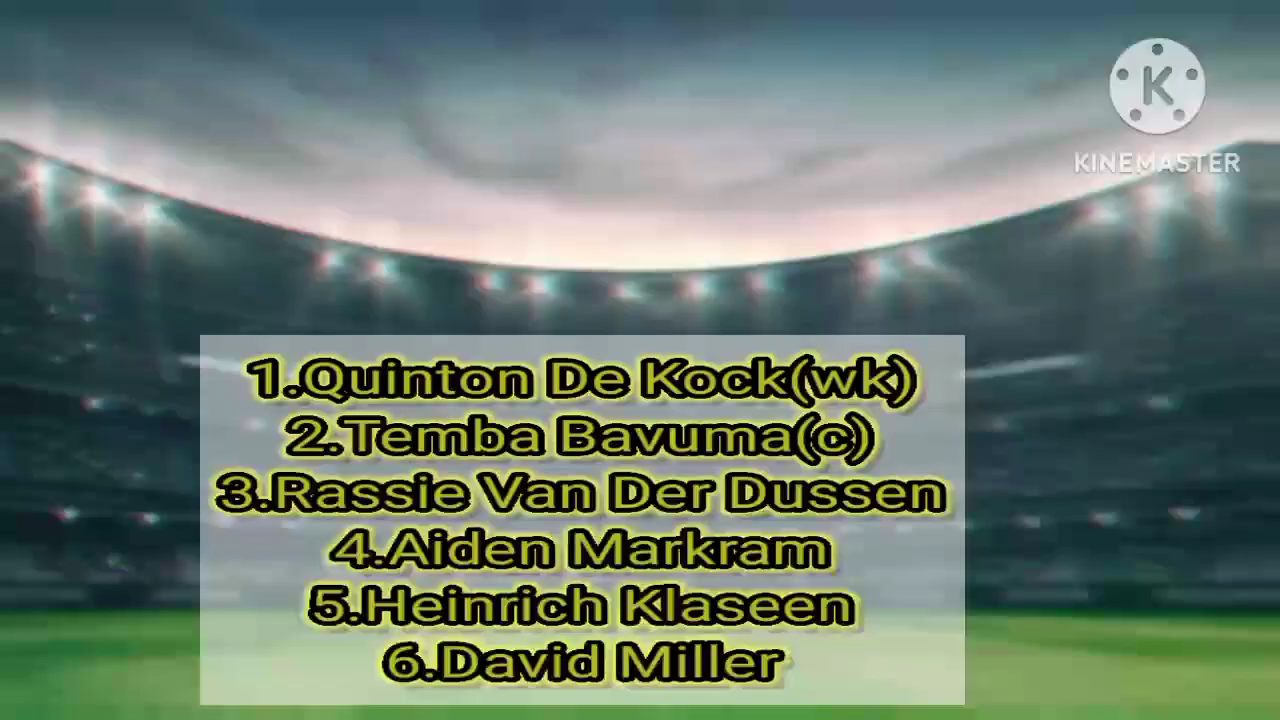 K
KINEMASTER
1.Quinton De Kock(wk)
2.Temba Bavuma(c)
3.Rassie Van Der Dussen
4.Aiden Markram
5.Heinrich Klaseen
6.David Miller